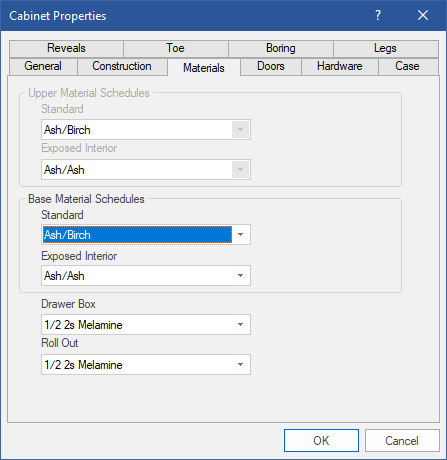 Cabinet Properties
Reveals Toe Boring Legs
General Construction Materials Doors Hardware Case
Upper Material Schedules
Standard
Ash/Birch
Exposed Interior
Ash/Ash
Base Material Schedules
Standard
Ash/Birch
Exposed Interior
Ash/Ash
Drawer Box
1/2 2s Melamine
Roll Out
1/2 2s Melamine
OK Cancel